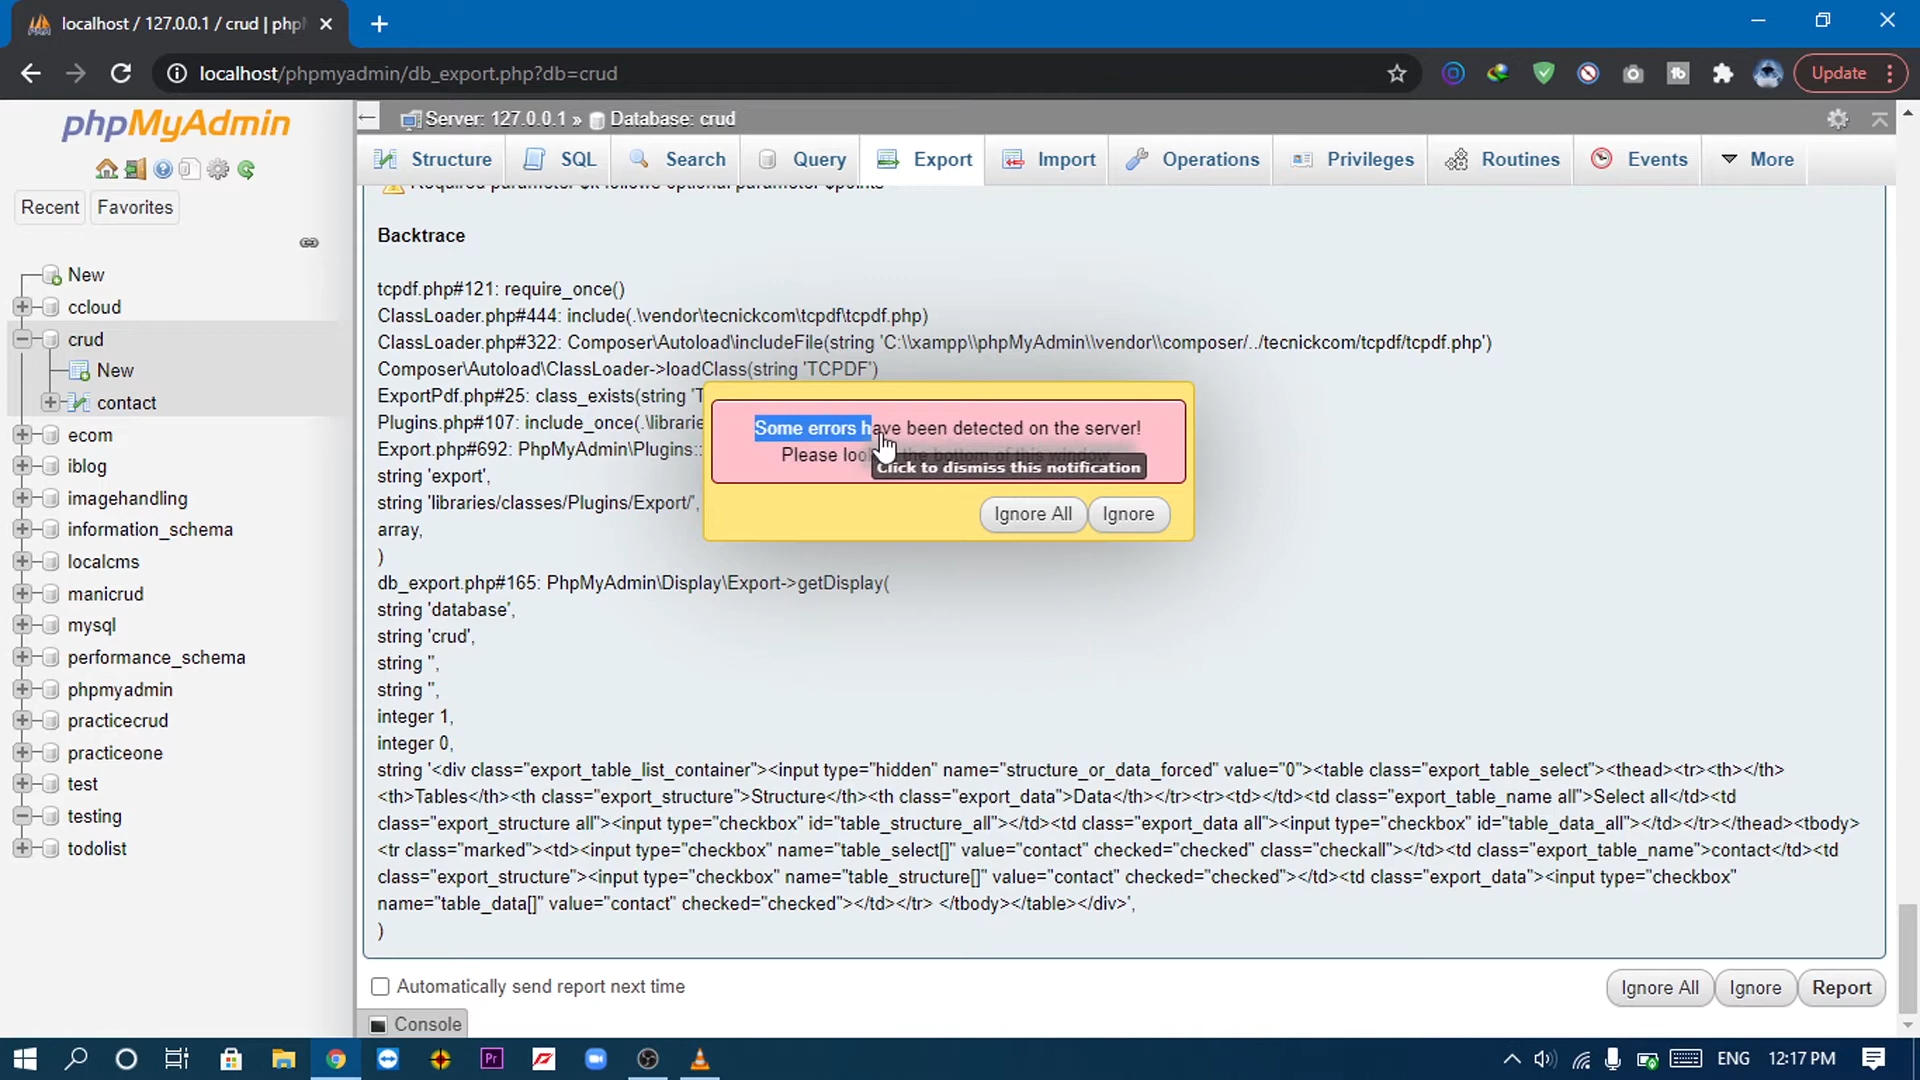 localhost / 127.0.0.1 / crud | php
localhost/phpmyadmin/db_export.php?db=crud
Update
phpMyAdmin
Recent
Favorites
New
ccloud
crud
New
contact
ecom
iblog
imagehandling
information_schema
localcms
manicrud
mysql
performance_schema
phpmyadmin
practicecrud
practiceone
test
testing
todolist
Server: 127.0.0.1 » Database: crud
Structure
SQL
Search
Query
Export
Import
Operations
Privileges
Routines
Events
More
Required parameter $k follows optional parameter $points
Backtrace
tcpdf.php#121: require_once()
ClassLoader.php#444: include(.\vendor\tecnickcom\tcpdf\tcpdf.php)
ClassLoader.php#322: Composer\Autoload\includeFile(string 'C:\\xampp\\phpMyAdmin\\vendor\\composer/../tecnickcom/tcpdf/tcpdf.php')
Composer\Autoload\ClassLoader->loadClass(string 'TCPDF')
ExportPdf.php#25: class_exists(string 'T
Plugins.php#107: include_once(.\librarie
Export.php#692: PhpMyAdmin\Plugins::
string 'export',
string 'libraries/classes/Plugins/Export/',
array,
)
db_export.php#165: PhpMyAdmin\Display\Export->getDisplay(
string 'database',
string 'crud',
string '',
string '',
integer 1,
integer 0,
string '<div class="export_table_list_container"><input type="hidden" name="structure_or_data_forced" value="0"><table class="export_table_select"><thead><tr><th></th>
<th>Tables</th><th class="export_structure">Structure</th><th class="export_data">Data</th></tr><tr><td></td><td class="export_table_name all">Select all</td><td
class="export_structure all"><input type="checkbox" id="table_structure_all"></td><td class="export_data all"><input type="checkbox" id="table_data_all"></td></tr></thead><tbody>
<tr class="marked"><td><input type="checkbox" name="table_select[]" value="contact" checked="checked" class="checkall"></td><td class="export_table_name">contact</td><td
class="export_structure"><input type="checkbox" name="table_structure[]" value="contact" checked="checked"></td><td class="export_data"><input type="checkbox"
name="table_data[]" value="contact" checked="checked"></td></tr> </tbody></table></div>',
)
Some errors have been detected on the server!
Please look at the bottom of this window.
Click to dismiss this notification
Ignore All
Ignore
Automatically send report next time
Ignore All
Ignore
Report
Console
Pr
ENG
12:17 PM